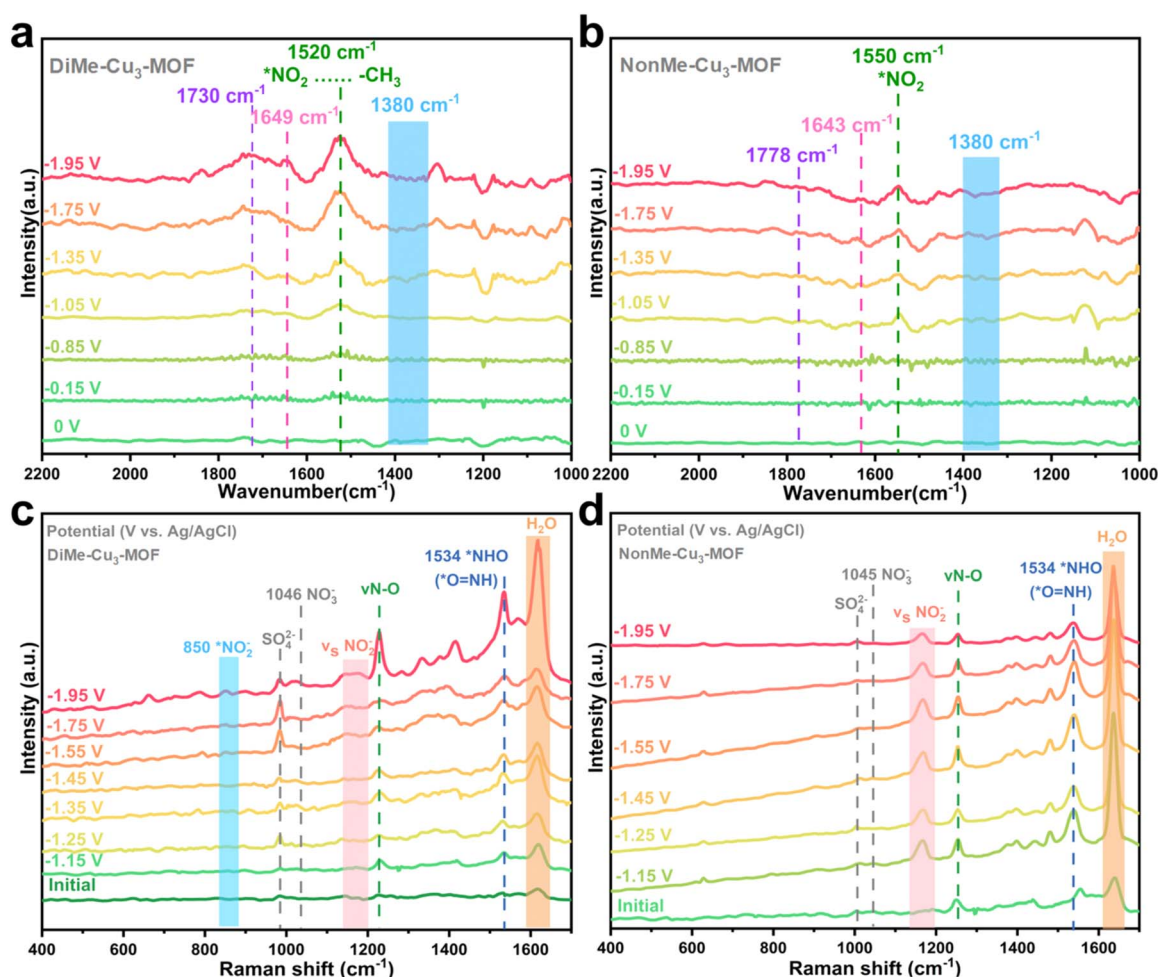 a
DiMe-Cu3-MOF
1520 cm-1
*NO2 ...... -CH3
1730 cm-1
1649 cm-1
1380 cm-1
-1.95 V
-1.75 V
-1.35 V
-1.05 V
-0.85 V
-0.15 V
0 V
Intensity(a.u.)
2200 2000 1800 1600 1400 1200 1000
Wavenumber(cm-1)
b
NonMe-Cu3-MOF
1550 cm-1
*NO2
1643 cm-1
1778 cm-1
1380 cm-1
-1.95 V
-1.75 V
-1.35 V
-1.05 V
-0.85 V
-0.15 V
0 V
Intensity(a.u.)
2200 2000 1800 1600 1400 1200 1000
Wavenumber(cm-1)
c
Potential (V vs. Ag/AgCl)
DiMe-Cu3-MOF
H2O
1534 *NHO
(*O=NH)
1046 NO3-
νN-O
SO42-
850 *NO2-
νs NO2-
-1.95 V
-1.75 V
-1.55 V
-1.45 V
-1.35 V
-1.25 V
-1.15 V
Initial
Intensity (a.u.)
400 600 800 1000 1200 1400 1600
Raman shift (cm-1)
d
Potential (V vs. Ag/AgCl)
NonMe-Cu3-MOF
H2O
1534 *NHO
(*O=NH)
1045 NO3-
νN-O
SO42-
νs NO2-
-1.95 V
-1.75 V
-1.55 V
-1.45 V
-1.25 V
-1.15 V
Initial
Intensity (a.u.)
400 600 800 1000 1200 1400 1600
Raman shift (cm-1)